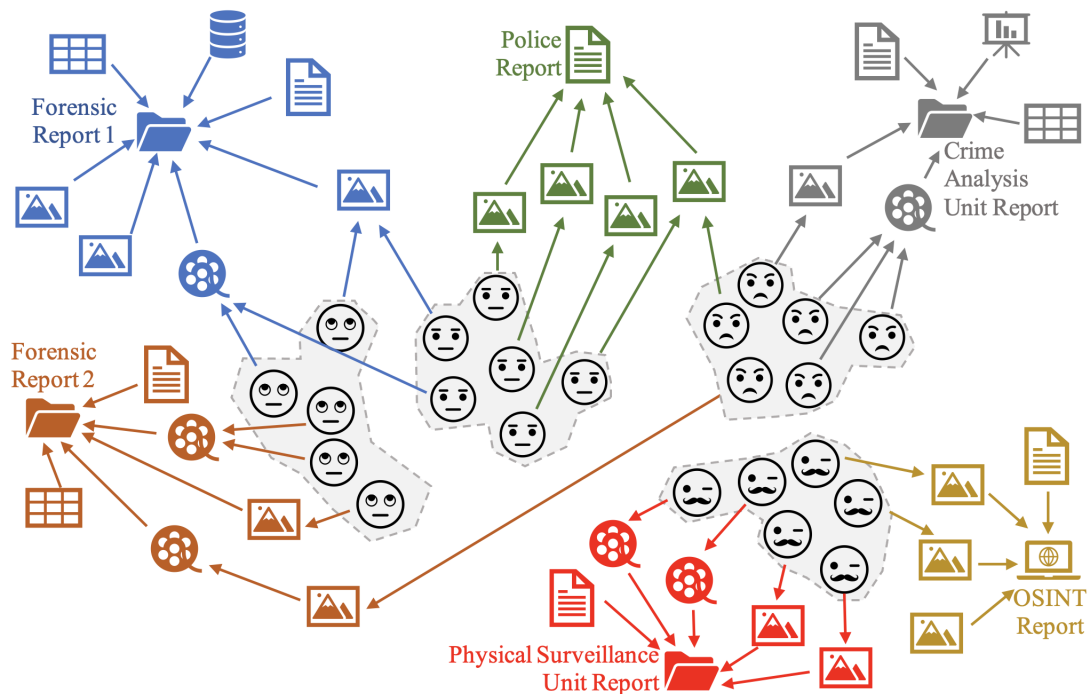 Police
Report
Forensic
Report 1
Crime
Analysis
Unit Report
Forensic
Report 2
OSINT
Report
Physical Surveillance
Unit Report